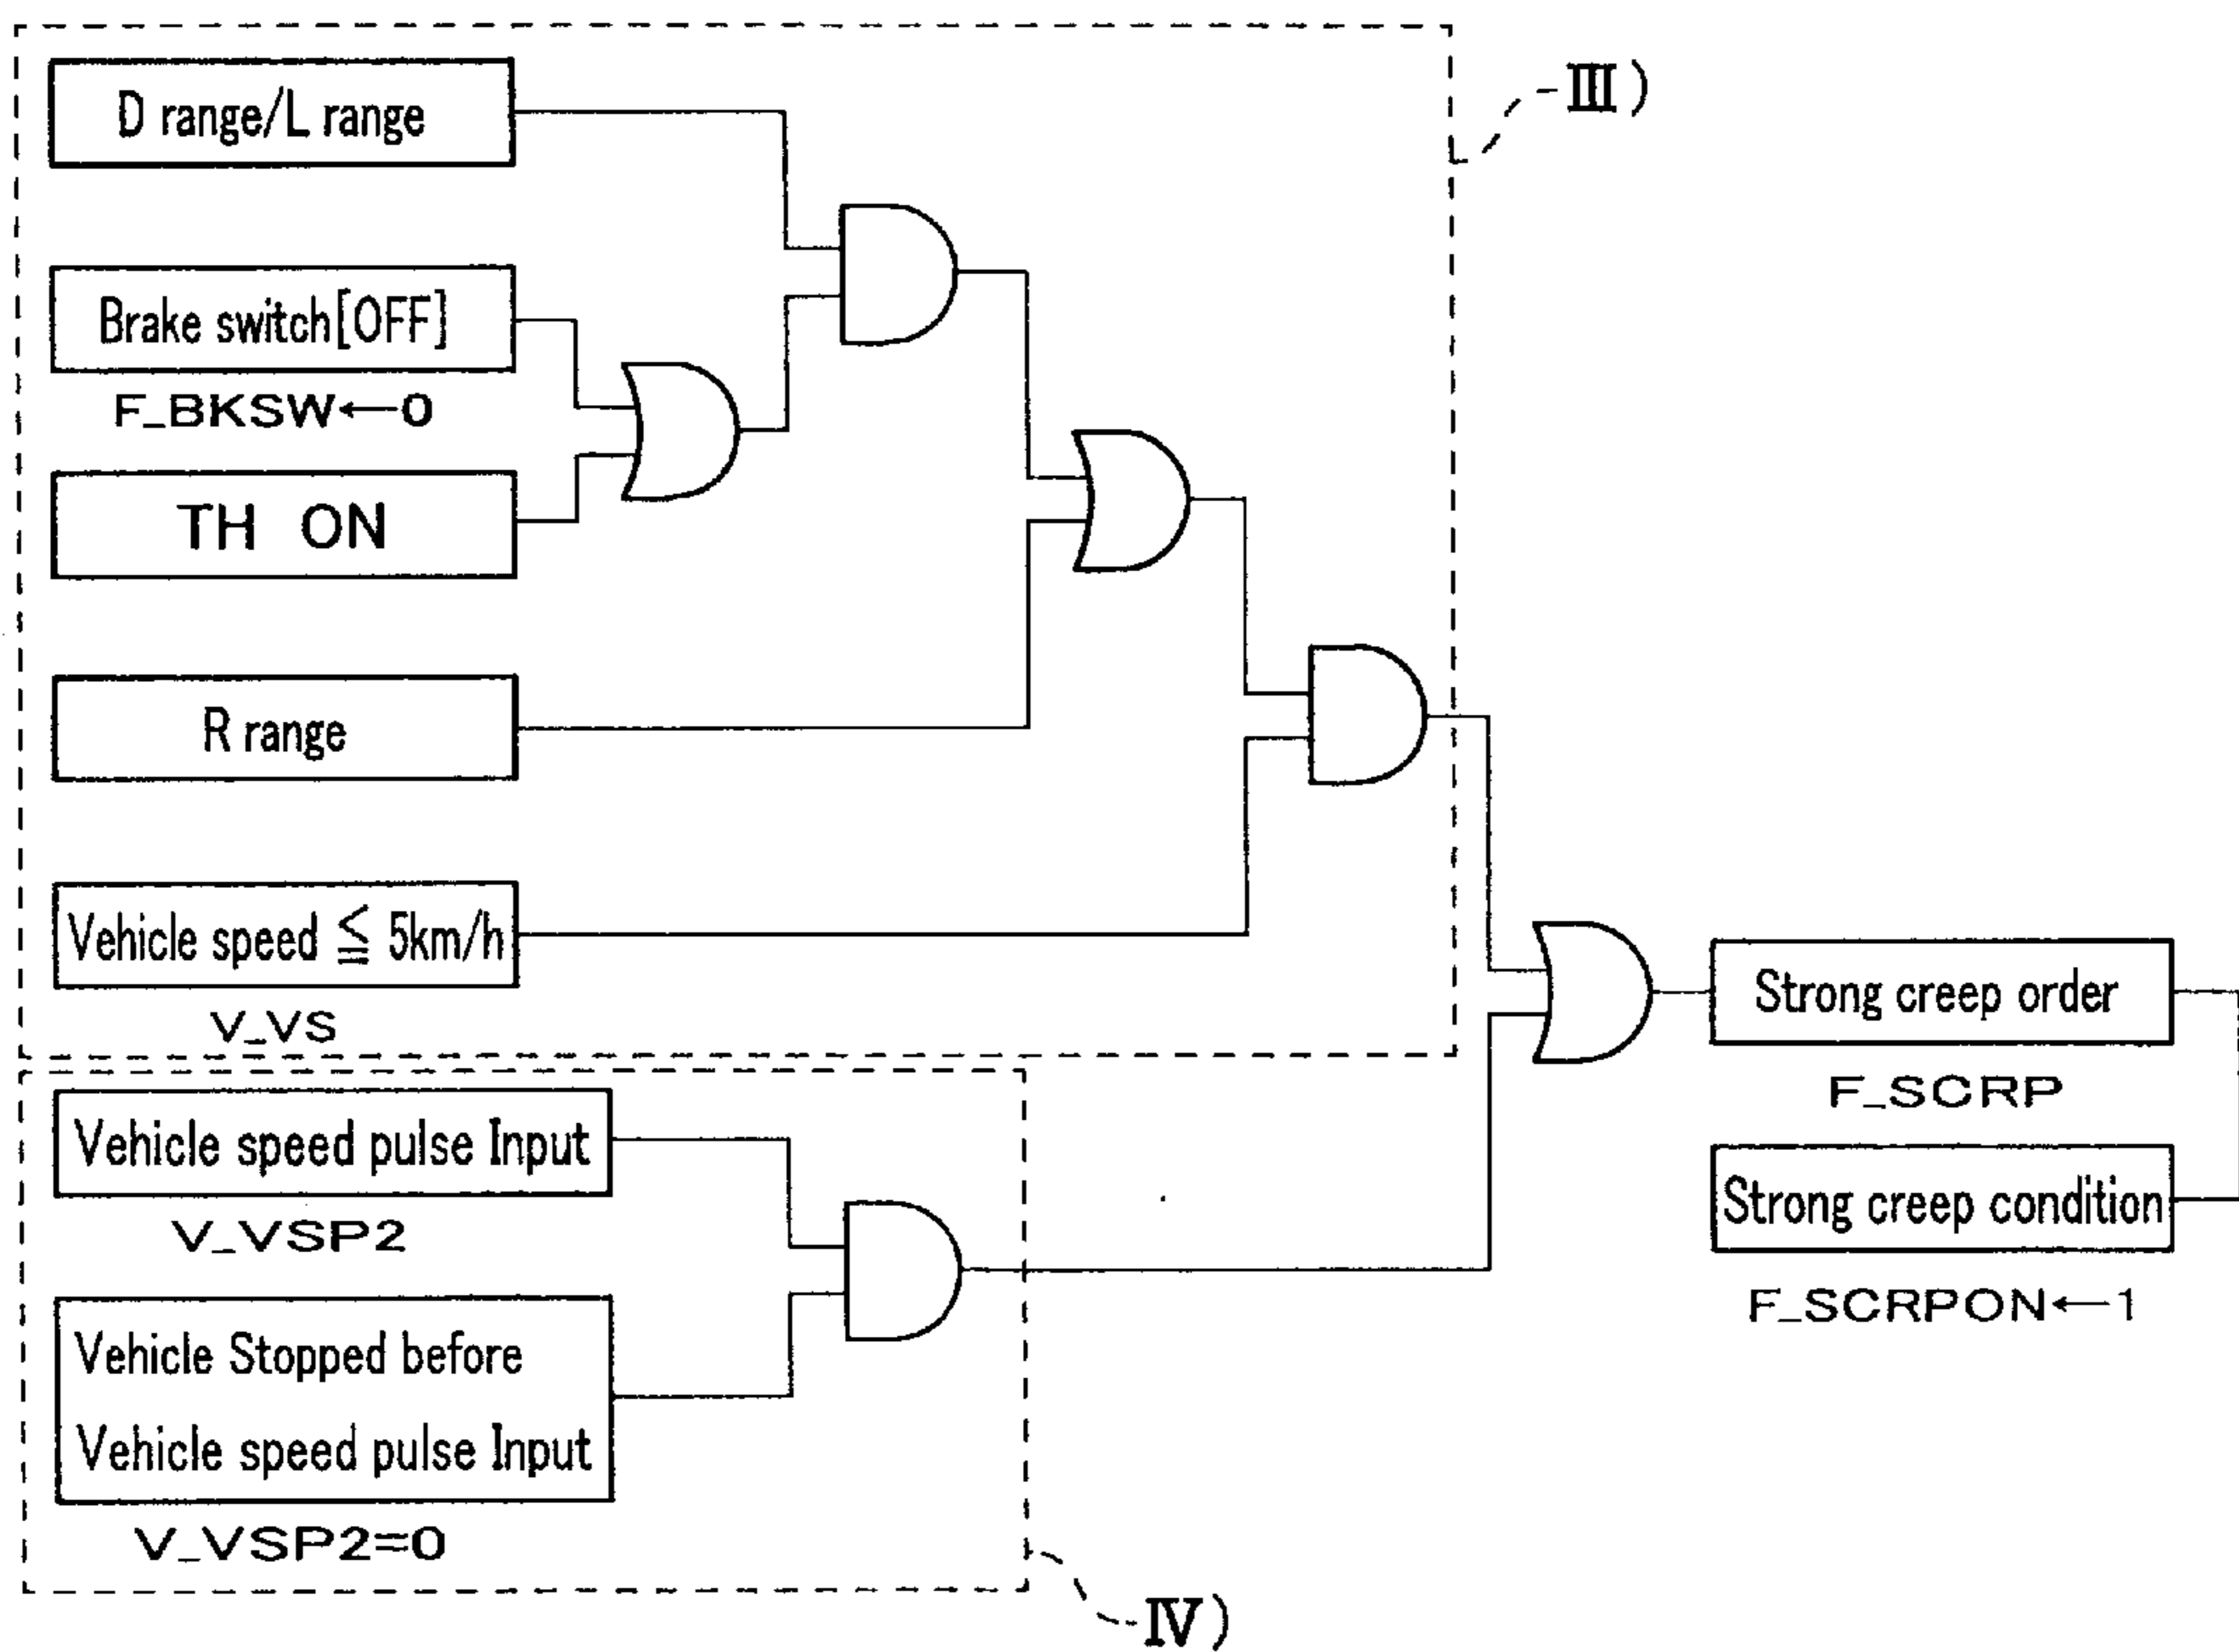 D range/L range
III)
Brake switch[OFF]
F_BKSW←0
TH ON
R range
Vehicle speed ≦ 5km/h
V_VS
Strong creep order
F_SCRP
Vehicle speed pulse Input
V_VSP2
Strong creep condition
F_SCRPON←1
Vehicle Stopped before
Vehicle speed pulse Input
V_VSP2=0
IV)